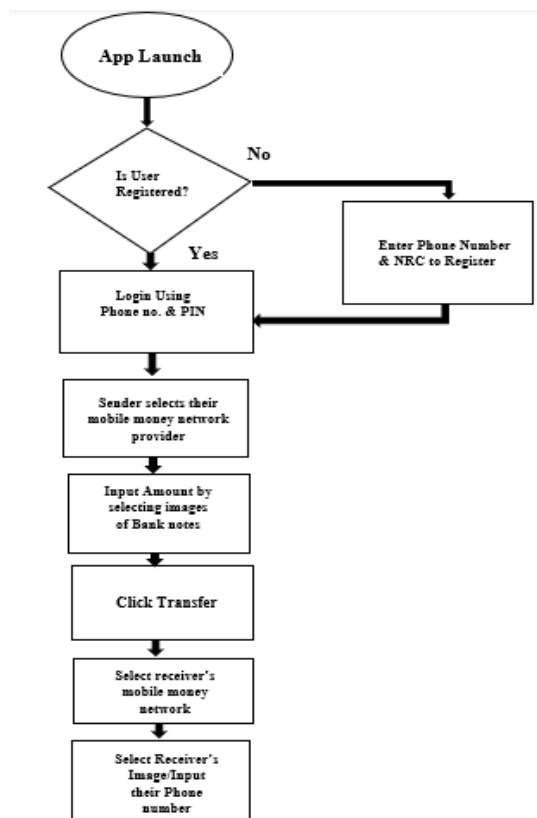 App Launch
No
Is User
Registered?
Enter Phone Number
& NRC to Register
Yes
Login Using
Phone no. & PIN
Sender selects their
mobile money network
provider
Input Amount by
selecting images
of Bank notes
Click Transfer
Select receiver's
mobile money
network
Select Receiver's
Image/Input
their Phone
number